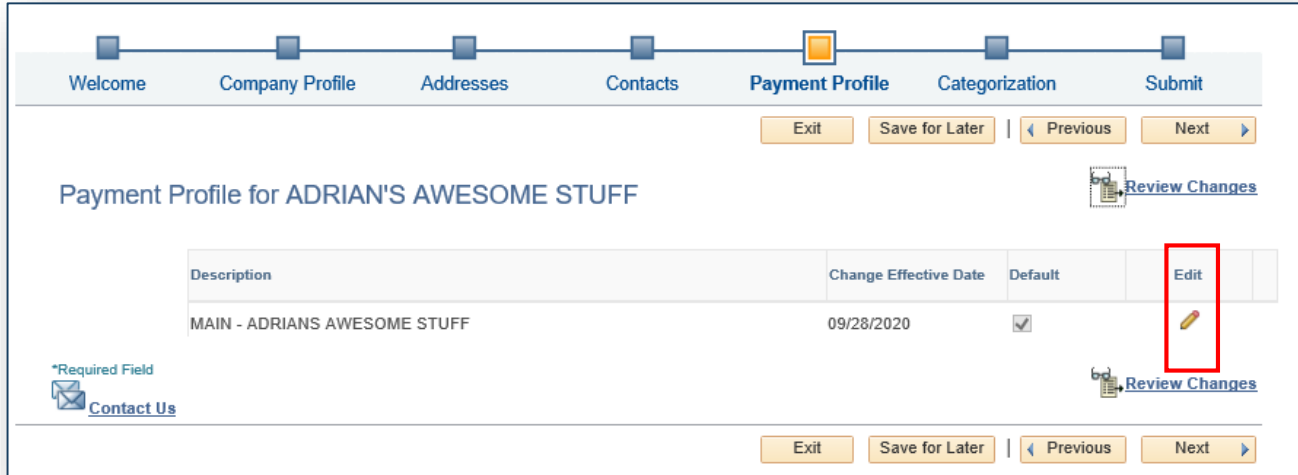 Welcome Company Profile Addresses Contacts Payment Profile Categorization Submit
Exit Save for Later | Previous Next
Payment Profile for ADRIAN'S AWESOME STUFF
Review Changes
Description Change Effective Date Default Edit
MAIN - ADRIANS AWESOME STUFF 09/28/2020
*Required Field
Contact Us
Review Changes
Exit Save for Later | Previous Next